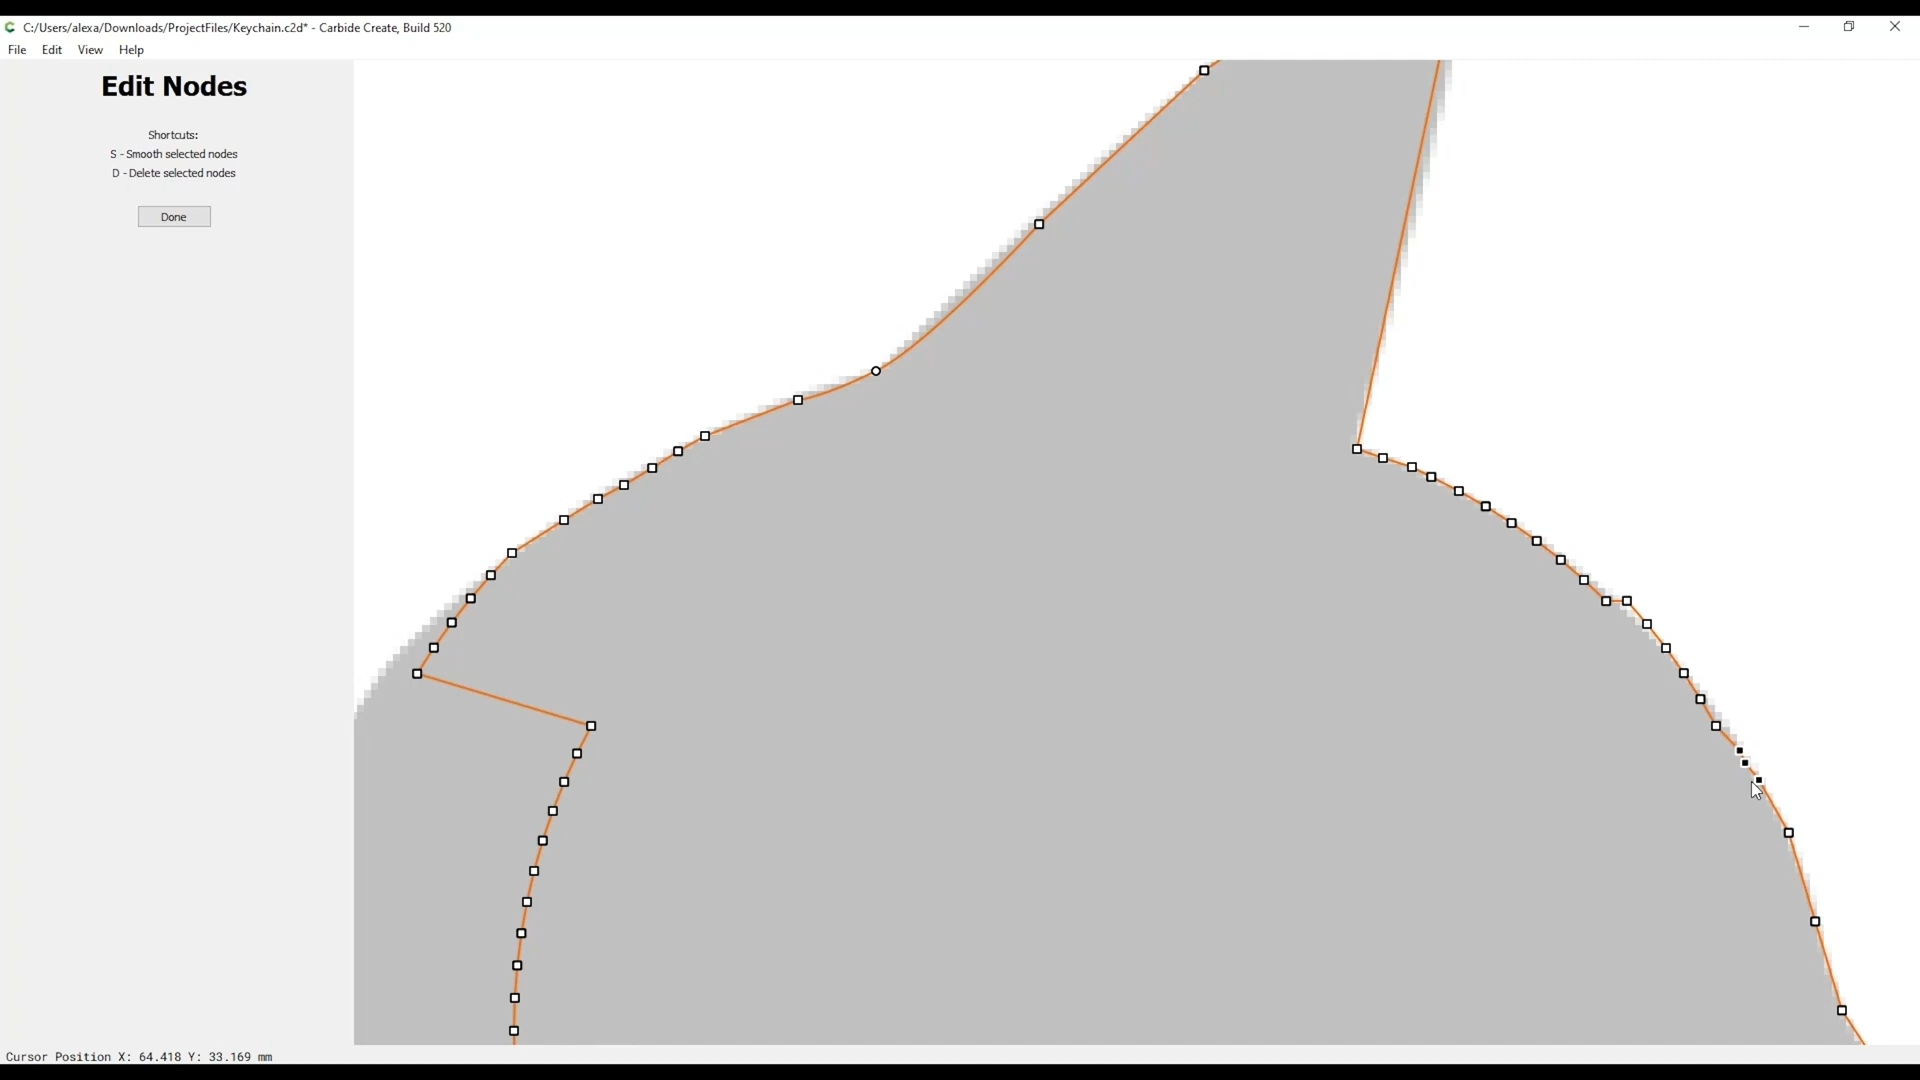 C:/Users/alexa/Downloads/ProjectFiles/Keychain.c2d* - Carbide Create, Build 520
File Edit View Help
Edit Nodes
Shortcuts:
S - Smooth selected nodes
D - Delete selected nodes
Done
Cursor Position X: 64.418 Y: 33.169 mm